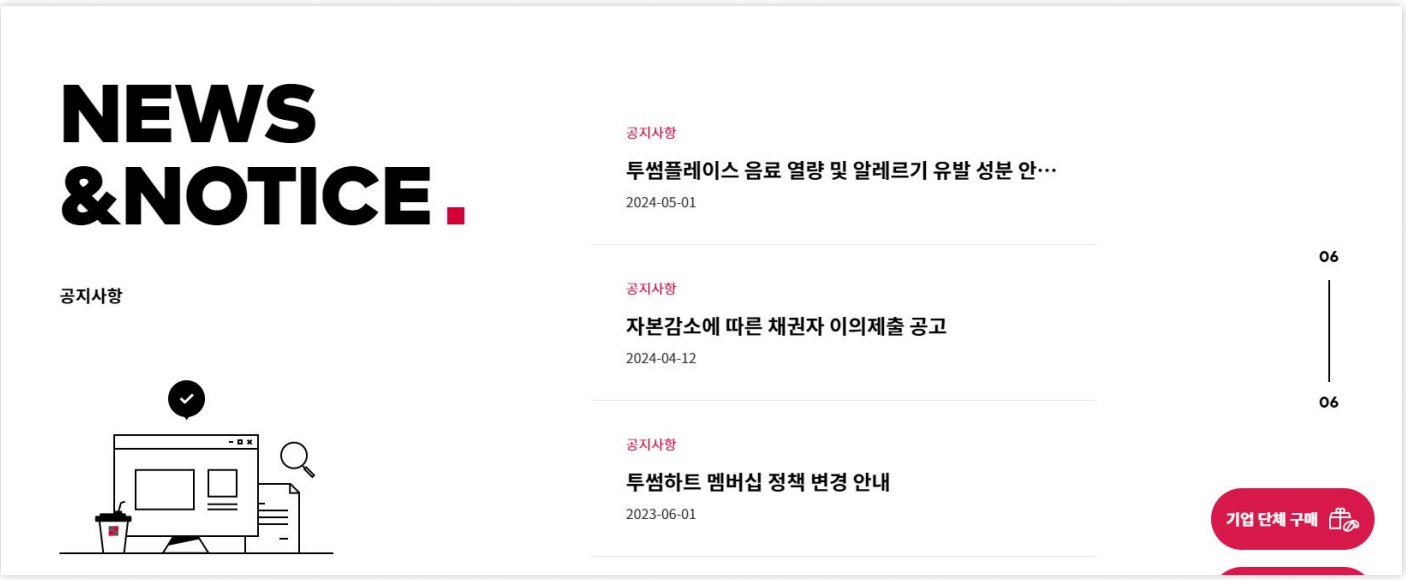 NEWS
&NOTICE.
공지사항
공지사항
투썸플레이스 음료 열량 및 알레르기 유발 성분 안…
2024-05-01
공지사항
자본감소에 따른 채권자 이의제출 공고
2024-04-12
공지사항
투썸하트 멤버십 정책 변경 안내
2023-06-01
06
06
기업 단체 구매